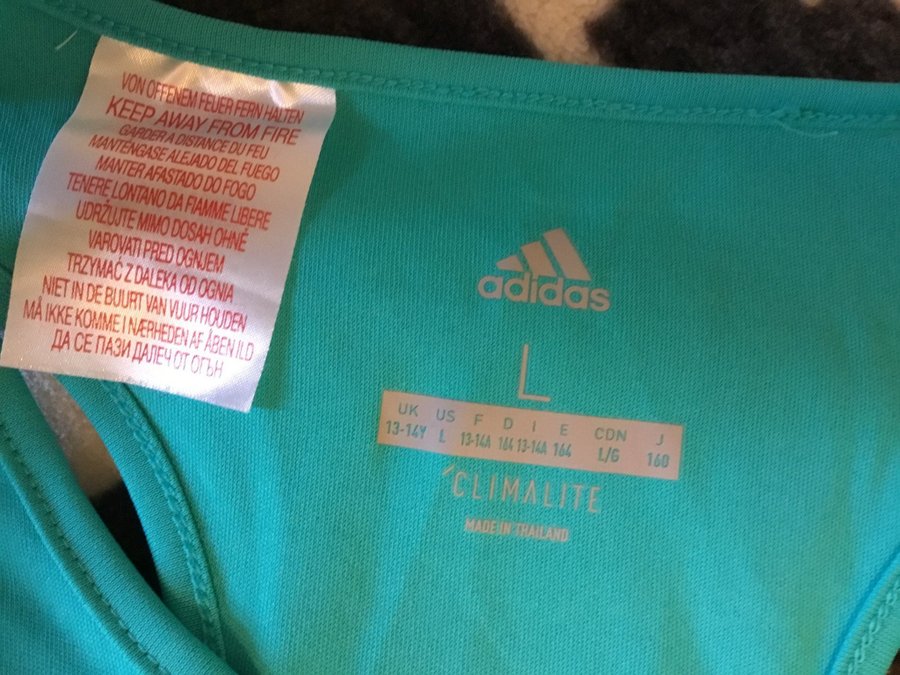 VON OFFENEM FEUER FERN HALTEN
KEEP AWAY FROM FIRE
GARDER A DISTANCE DU FEU
MANTÉNGASE ALEJADO DEL FUEGO
MANTER AFASTADO DO FOGO
TENERE LONTANO DA FIAMME LIBERE
UDRŽUJTE MIMO DOSAH OHNĚ
VAROVATI PRED OGNJEM
TRZYMAĆ Z DALEKA OD OGNIA
NIET IN DE BUURT VAN VUUR HOUDEN
MÅ IKKE KOMME I NÆRHEDEN AF ÅBEN ILD
ДА СЕ ПАЗИ ДАЛЕЧ ОТ ОГЪН
adidas
L
UK US F D I E CDN J
13-14Y L 13-14A 164 13-14A 164 L/G 160
CLIMALITE
MADE IN THAILAND